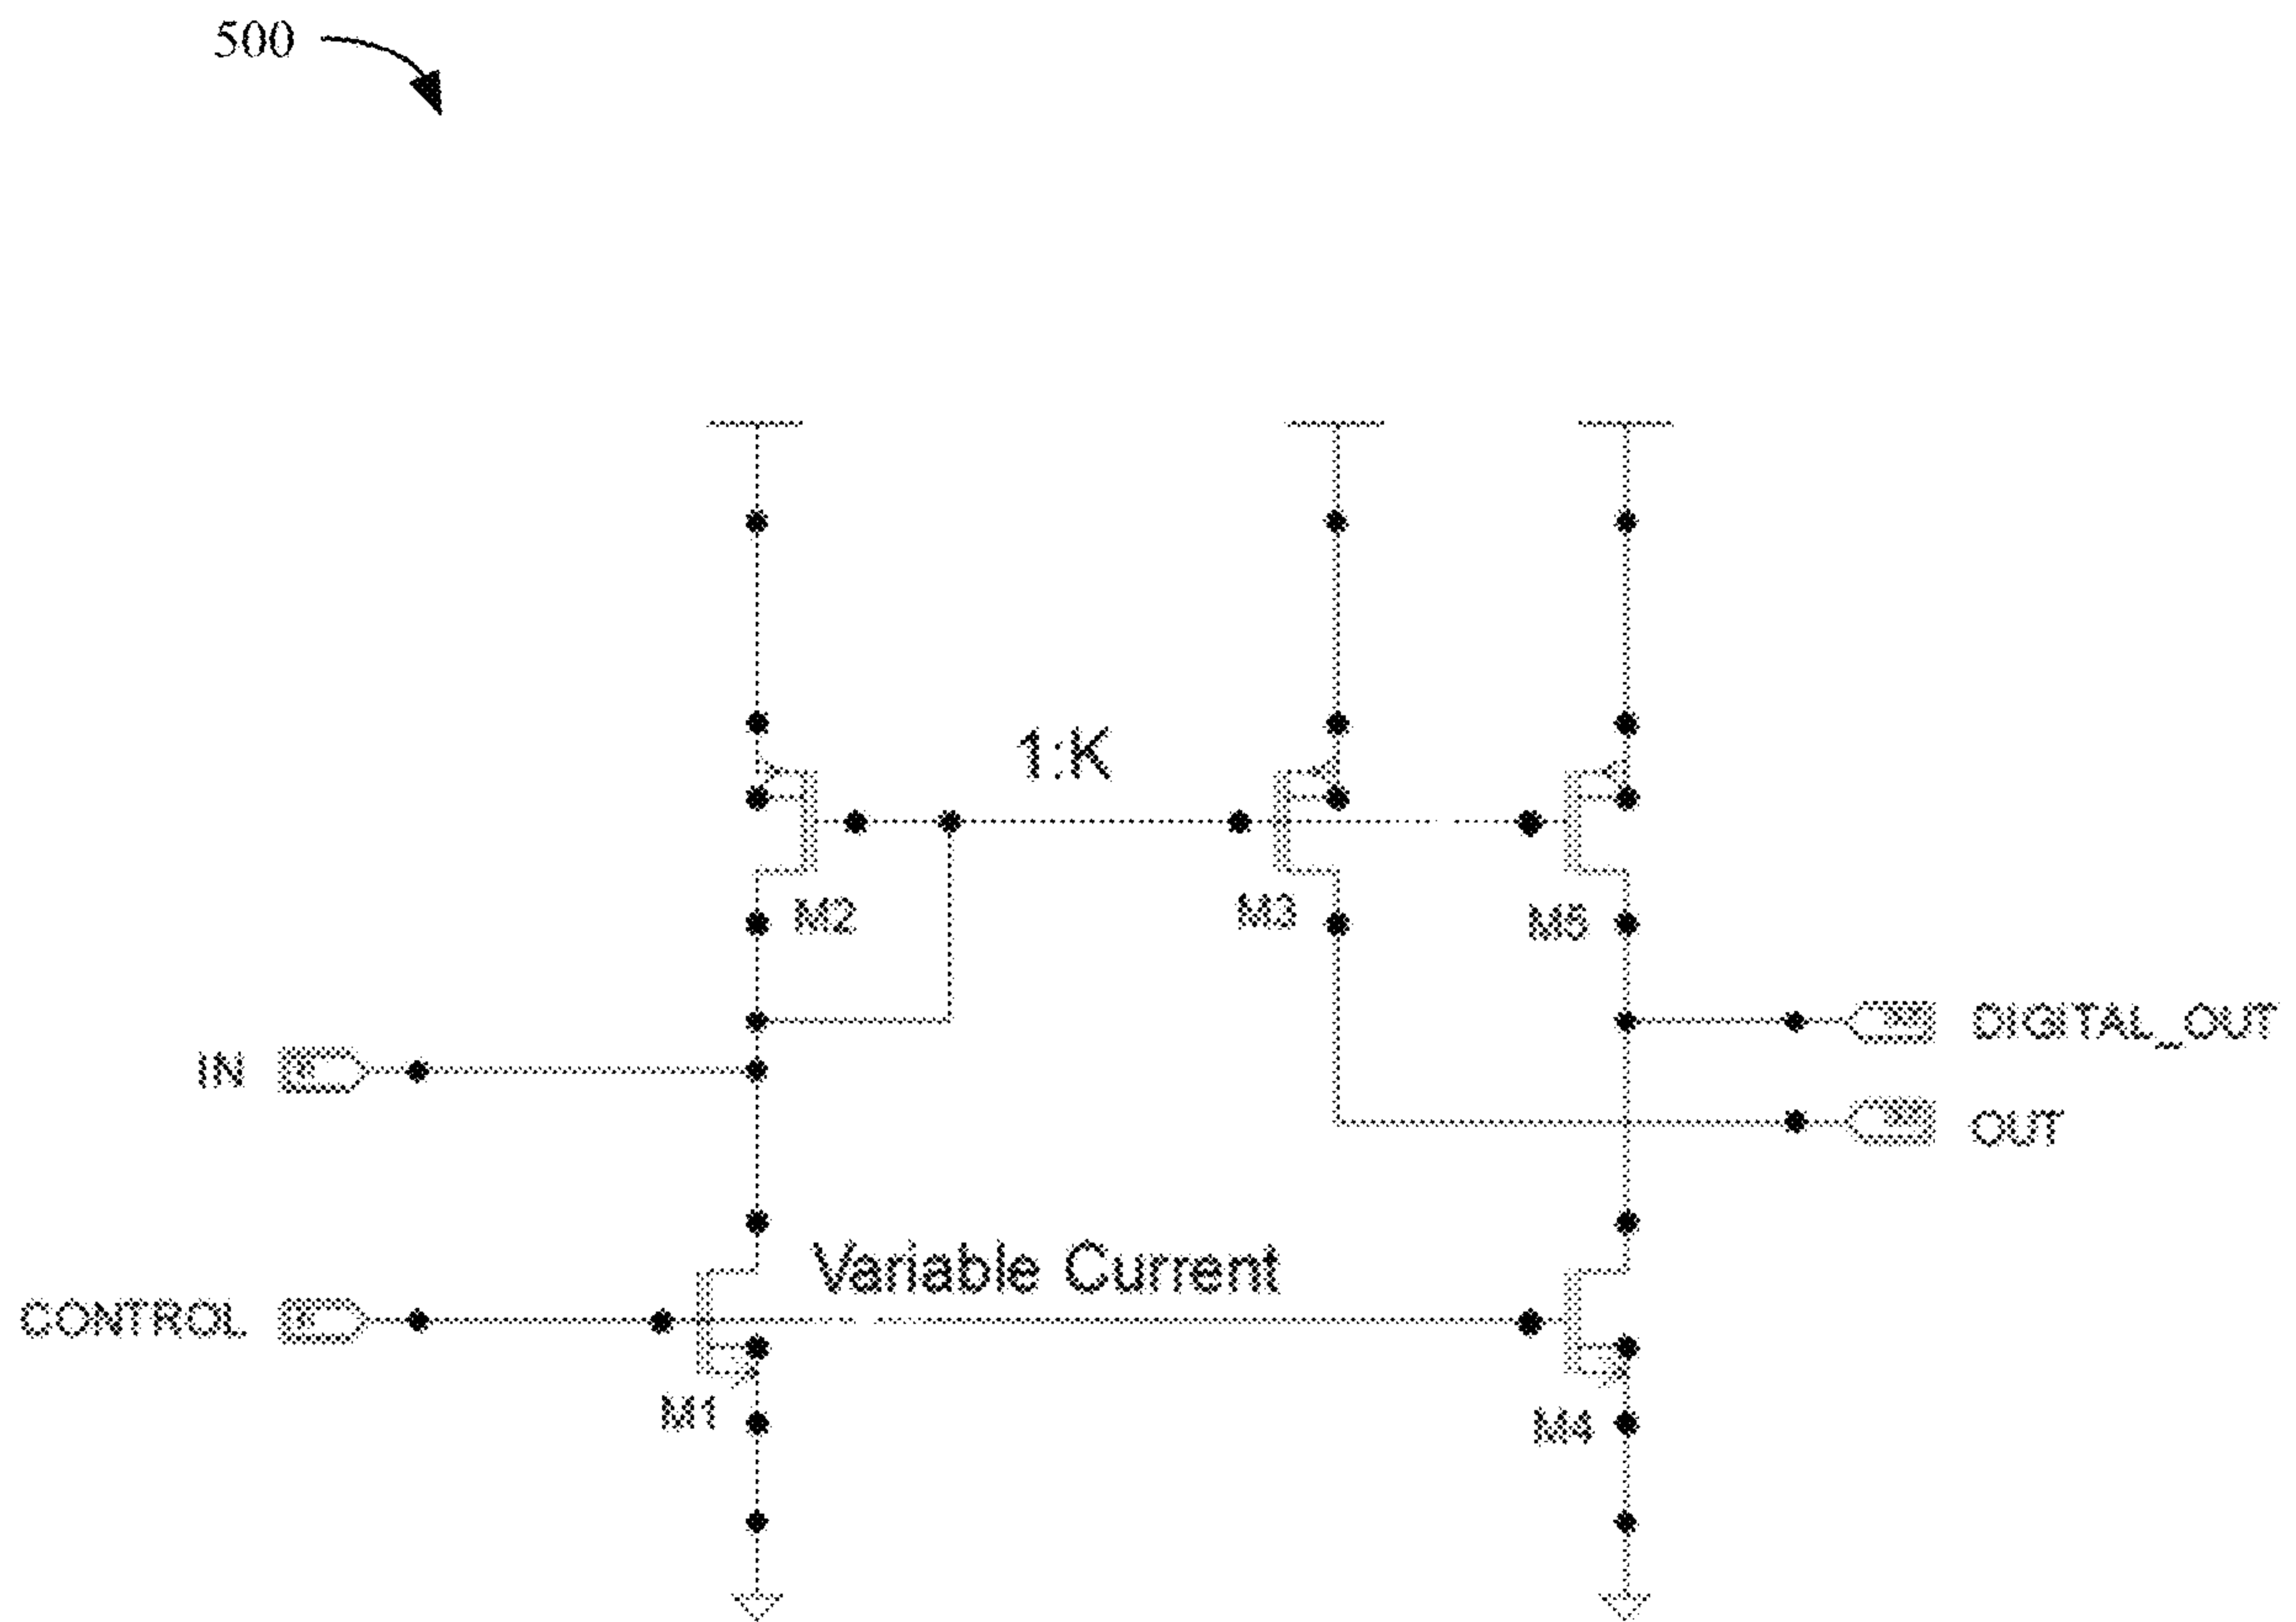 500
1:K
M2
M3
M5
DIGITAL_OUT
IN
OUT
Variable Current
CONTROL
M1
M4